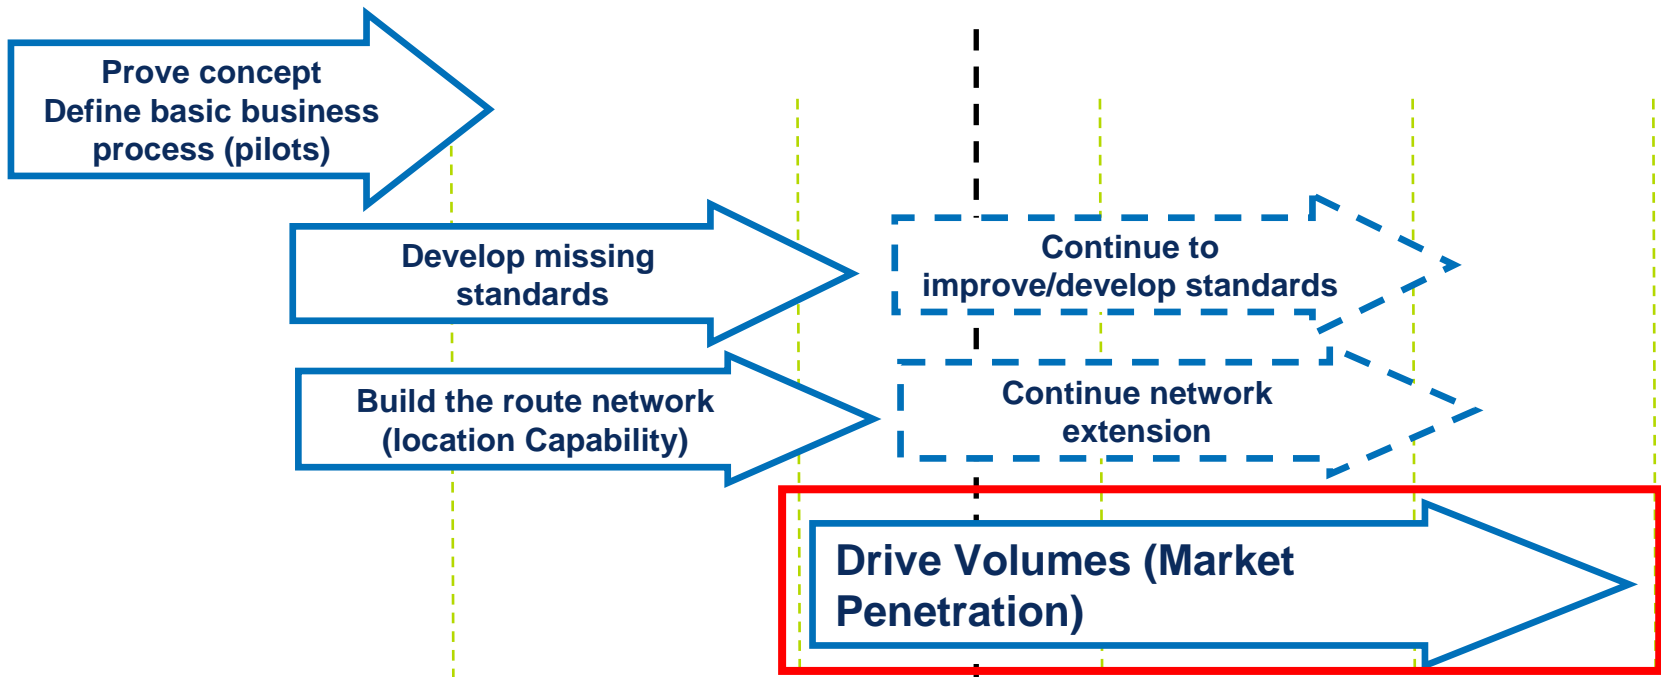 Prove concept
Define basic business
process (pilots)
Develop missing
standards
Continue to
improve/develop standards
Build the route network
(location Capability)
Continue network
extension
Drive Volumes (Market
Penetration)